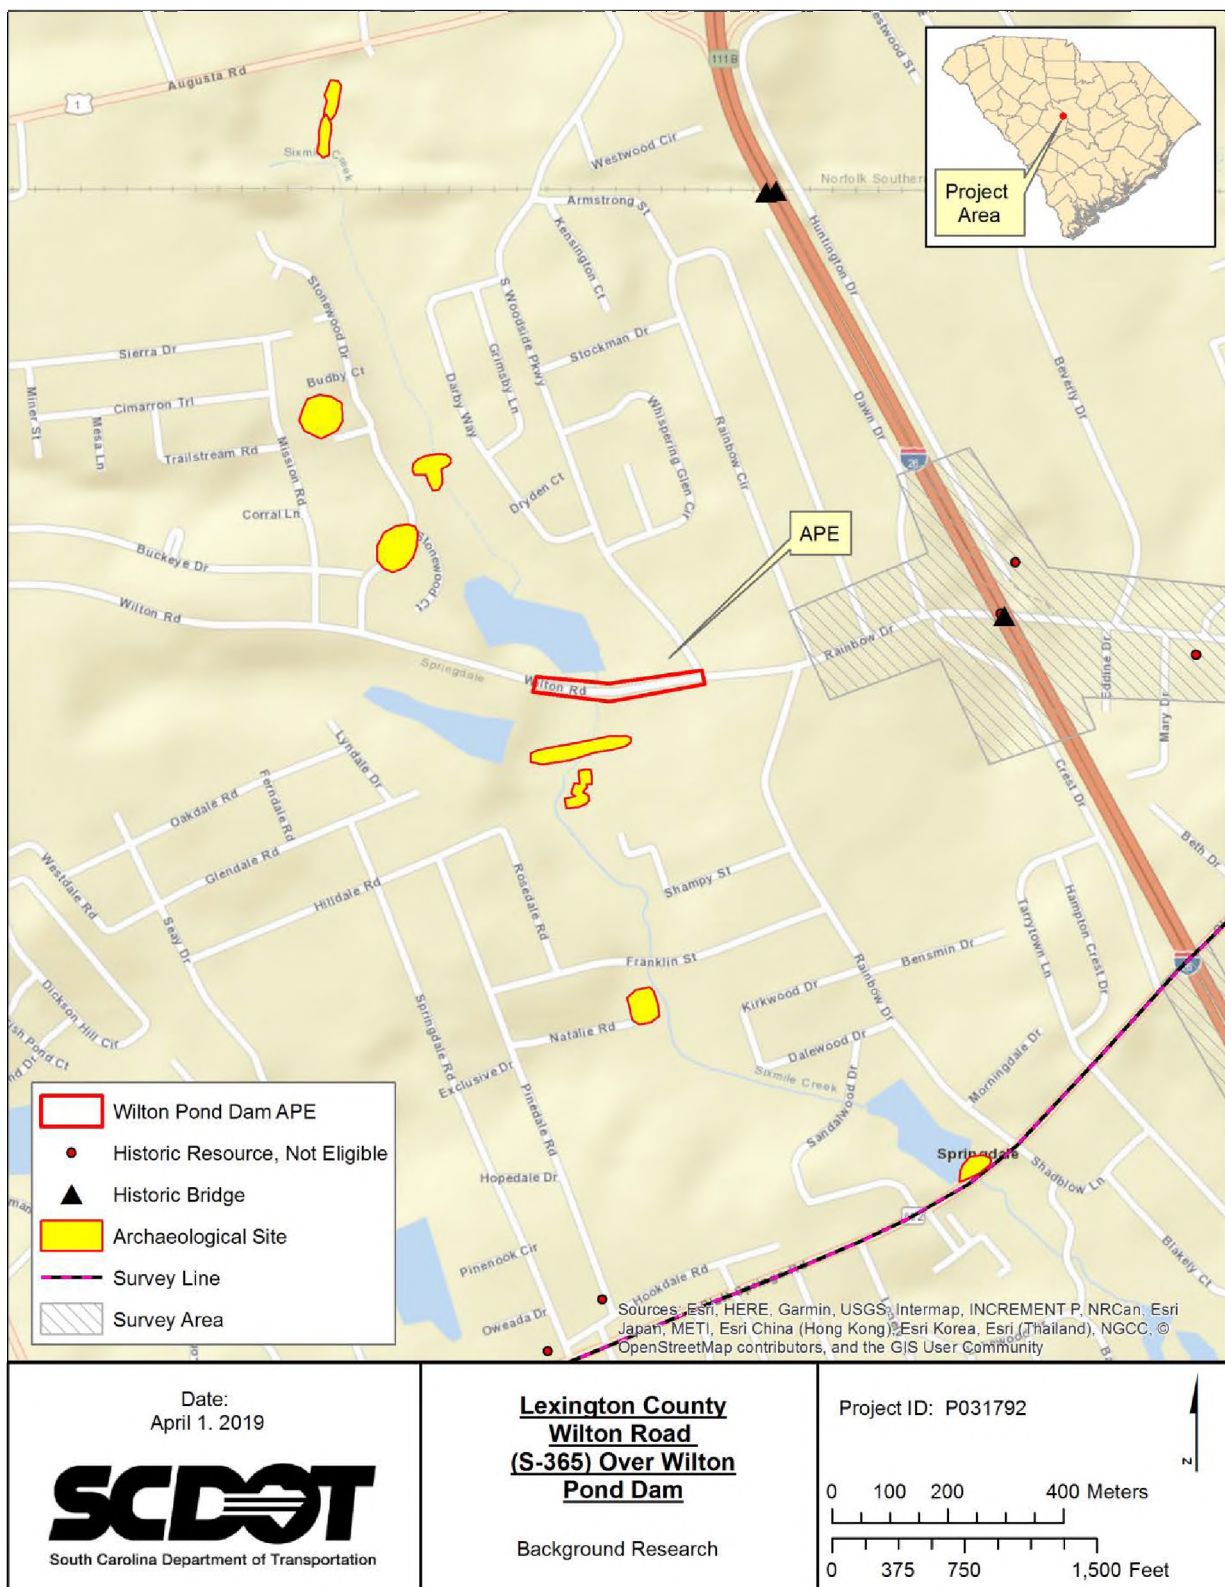 Augusta Rd
1
111B
Westwood St
Sixmile Creek
Westwood Cir
Norfolk Southern
Armstrong St
Project
Area
Kensington Ct
Huntington Dr
Stonewood Dr
S Woodside Pkwy
Stockman Dr
Sierra Dr
Budby Ct
Grimsby Ln
Darby Way
Beverly Dr
Miner St
Cimarron Trl
Mesa Ln
Trailstream Rd
Mission Rd
Whispering Glen Cir
Rainbow Cir
Dawn Dr
26
Dryden Ct
Corral Ln
APE
Buckeye Dr
Stonewood Ct
Wilton Rd
Springdale
Wilton Rd
Rainbow Dr
Eddine Dr
Mary Dr
Lyndale Dr
Crest Dr
Oakdale Rd
Ferndale Rd
Beth Dr
Westdale Rd
Glendale Rd
Hilldale Rd
Rosedale Rd
Shampy St
Seay Dr
Tarrytown Ln
Hampton Crest Dr
Franklin St
Rainbow Dr
Bensmin Dr
Dickson Hill Cir
Kirkwood Dr
Springdale Rd
Natalie Rd
Dalewood Dr
Morningdale Dr
Exclusive Dr
Pinedale Rd
Sixmile Creek
Sandalwood Dr
Springdale
Shadblow Ln
Hopedale Dr
Pinenook Cir
Blakely Ct
Hookdale Rd
Oweada Dr
Wilton Pond Dam APE
Historic Resource, Not Eligible
Historic Bridge
Archaeological Site
Survey Line
Survey Area
Sources: Esri, HERE, Garmin, USGS, Intermap, INCREMENT P, NRCan, Esri
Japan, METI, Esri China (Hong Kong), Esri Korea, Esri (Thailand), NGCC, ©
OpenStreetMap contributors, and the GIS User Community
Date:
April 1. 2019
SCDOT
South Carolina Department of Transportation
Lexington County
Wilton Road
(S-365) Over Wilton
Pond Dam
Background Research
Project ID: P031792
N
0 100 200 400 Meters
0 375 750 1,500 Feet